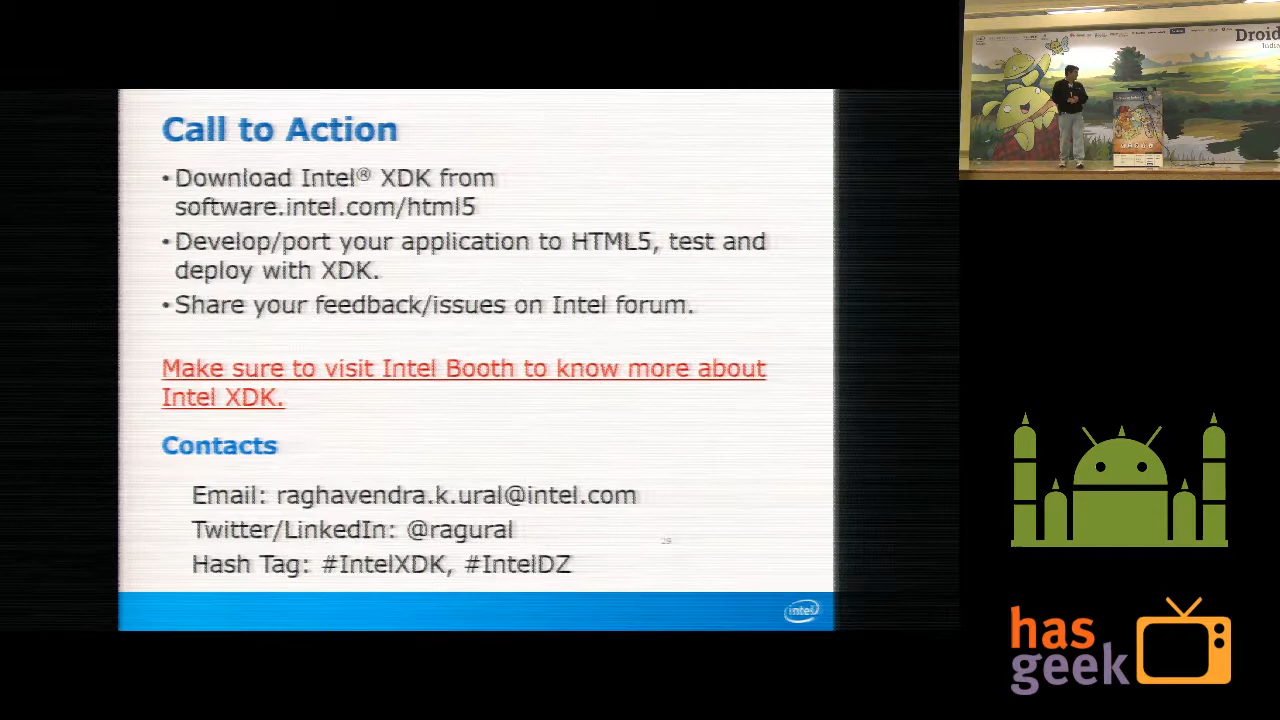 Call to Action
•Download Intel® XDK from
software.intel.com/html5
•Develop/port your application to HTML5, test and
deploy with XDK.
•Share your feedback/issues on Intel forum.
Make sure to visit Intel Booth to know more about
Intel XDK.
Contacts
Email: raghavendra.k.ural@intel.com
Twitter/LinkedIn: @ragural
Hash Tag: #IntelXDK, #IntelDZ
29
intel
Droid
has
geek